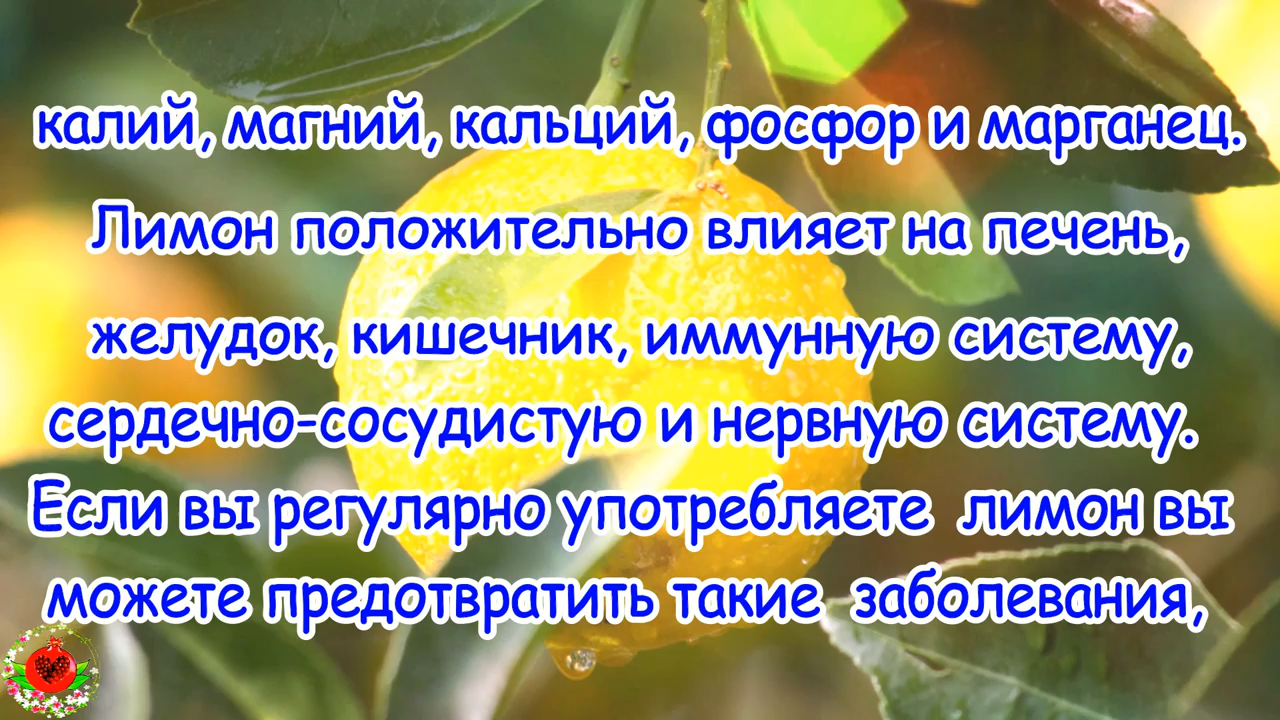 калий, магний, кальций, фосфор и марганец.
Лимон положительно влияет на печень,
желудок, кишечник, иммунную систему,
сердечно-сосудистую и нервную систему.
Если вы регулярно употребляете лимон вы
можете предотвратить такие заболевания,